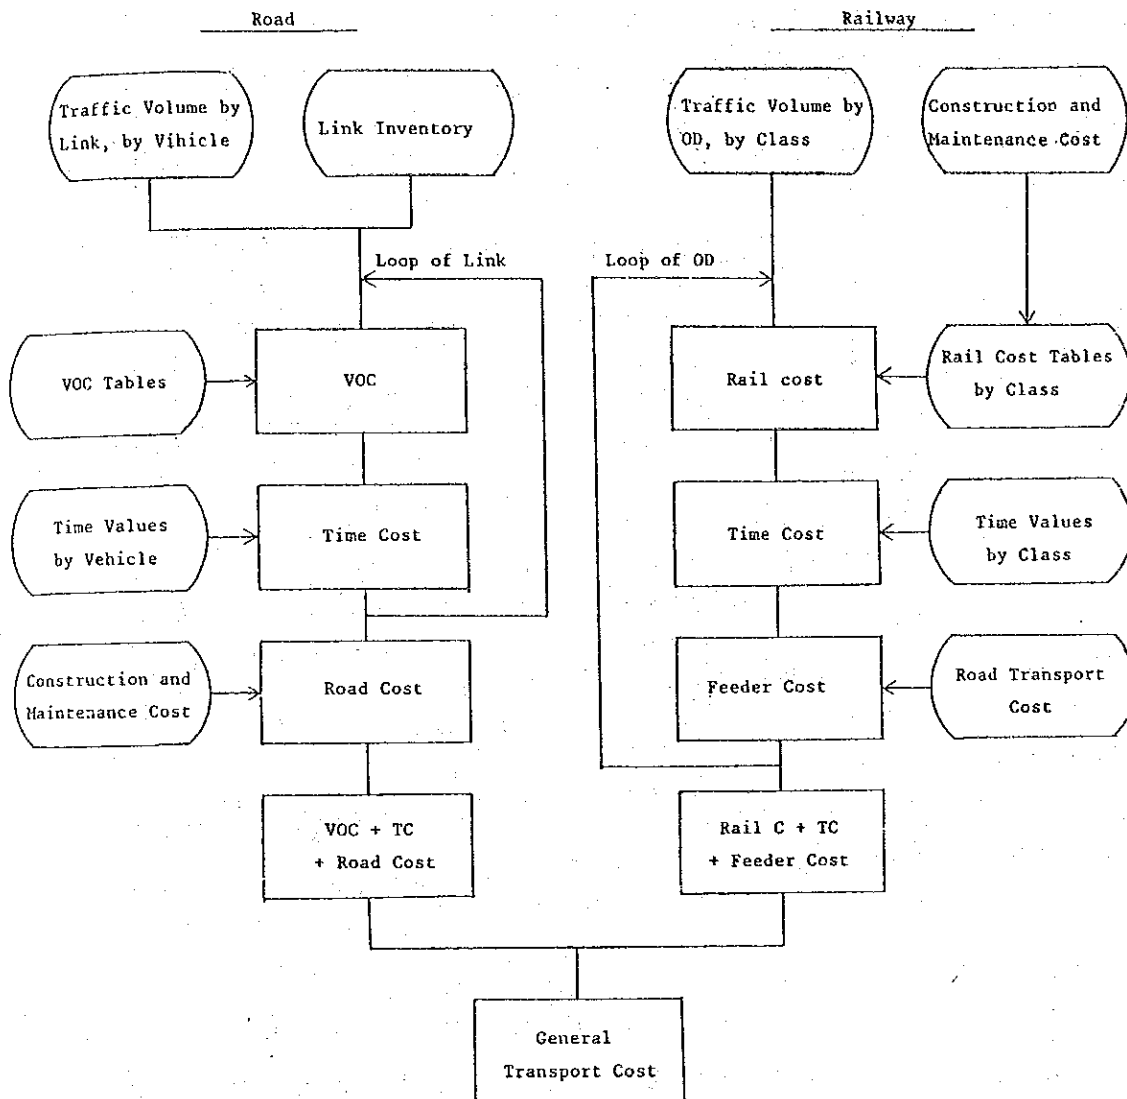 Road
Railway
Traffic Volume by
Link, by Vihicle
Link Inventory
Traffic Volume by
OD, by Class
Construction and
Maintenance Cost
Loop of Link
Loop of OD
VOC Tables
VOC
Rail cost
Rail Cost Tables
by Class
Time Values
by Vehicle
Time Cost
Time Cost
Time Values
by Class
Construction and
Maintenance Cost
Road Cost
Feeder Cost
Road Transport
Cost
VOC + TC
+ Road Cost
Rail C + TC
+ Feeder Cost
General
Transport Cost